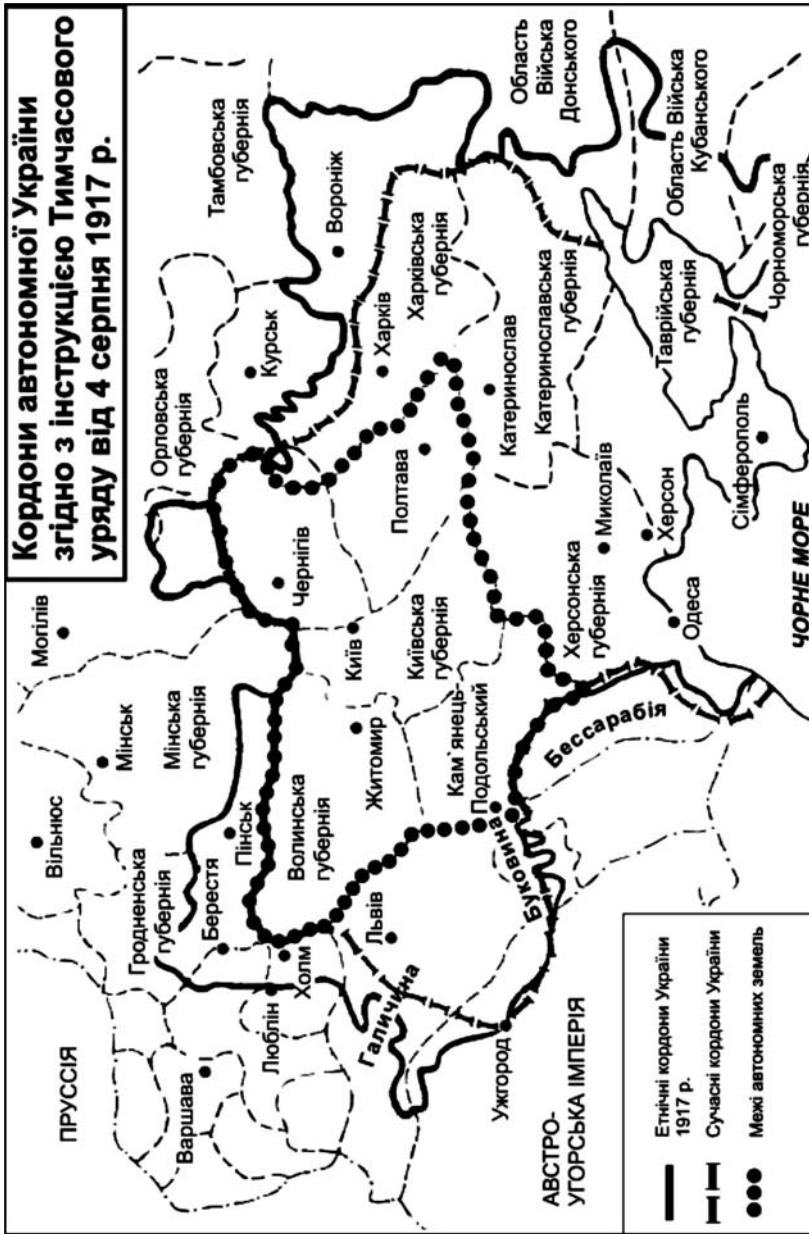 Кордони автономної України
згідно з інструкцією Тимчасового
уряду від 4 серпня 1917 р.
ПРУССІЯ
Варшава
Вільнюс
Мінськ
Могілів
Гродненська
губернія
Мінська
губернія
Орловська
губернія
Тамбовська
губернія
Берестя
Пінськ
Люблін
Холм
Волинська
губернія
Чернігів
Курськ
Вороніж
Галичина
Львів
Житомир
Київ
Київська
губернія
Полтава
Харків
Харківська
губернія
Область
Війська
Донського
Ужгород
Буковина
Кам`янець-
Подольський
Катеринослав
Катеринославська
губернія
АВСТРО-
УГОРСЬКА ІМПЕРІЯ
Бессарабія
Херсонська
губернія
Миколаїв
Херсон
Одеса
Таврійська
губернія
Сімферополь
Область Війська
Кубанського
Чорноморська
губернія
ЧОРНЕ МОРЕ
Етнічні кордони України
1917 р.
Сучасні кордони України
Межі автономних земель